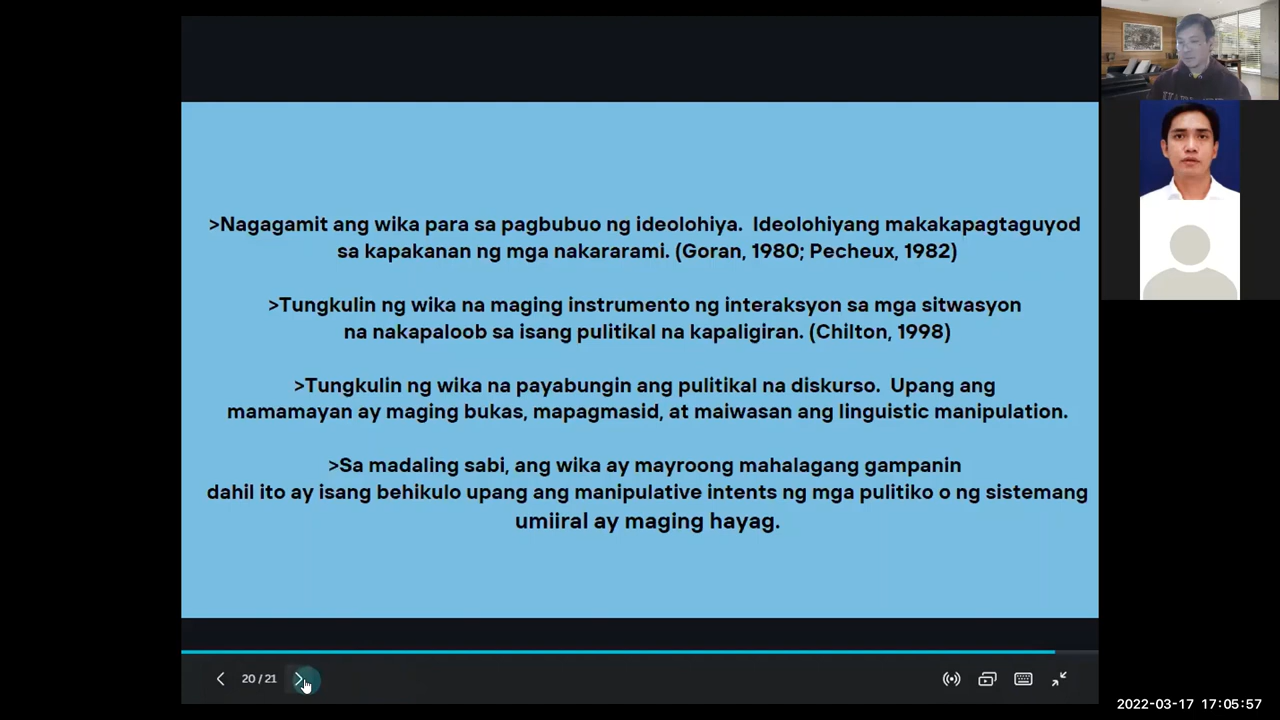 >Nagagamit ang wika para sa pagbubuo ng ideolohiya.  Ideolohiyang makakapagtaguyod
sa kapakanan ng mga nakararami. (Goran, 1980; Pecheux, 1982)
>Tungkulin ng wika na maging instrumento ng interaksyon sa mga sitwasyon
na nakapaloob sa isang pulitikal na kapaligiran. (Chilton, 1998)
>Tungkulin ng wika na payabungin ang pulitikal na diskurso.  Upang ang
mamamayan ay maging bukas, mapagmasid, at maiwasan ang linguistic manipulation.
>Sa madaling sabi, ang wika ay mayroong mahalagang gampanin
dahil ito ay isang behikulo upang ang manipulative intents ng mga pulitiko o ng sistemang
umiiral ay maging hayag.
20 / 21
2022-03-17 17:05:57